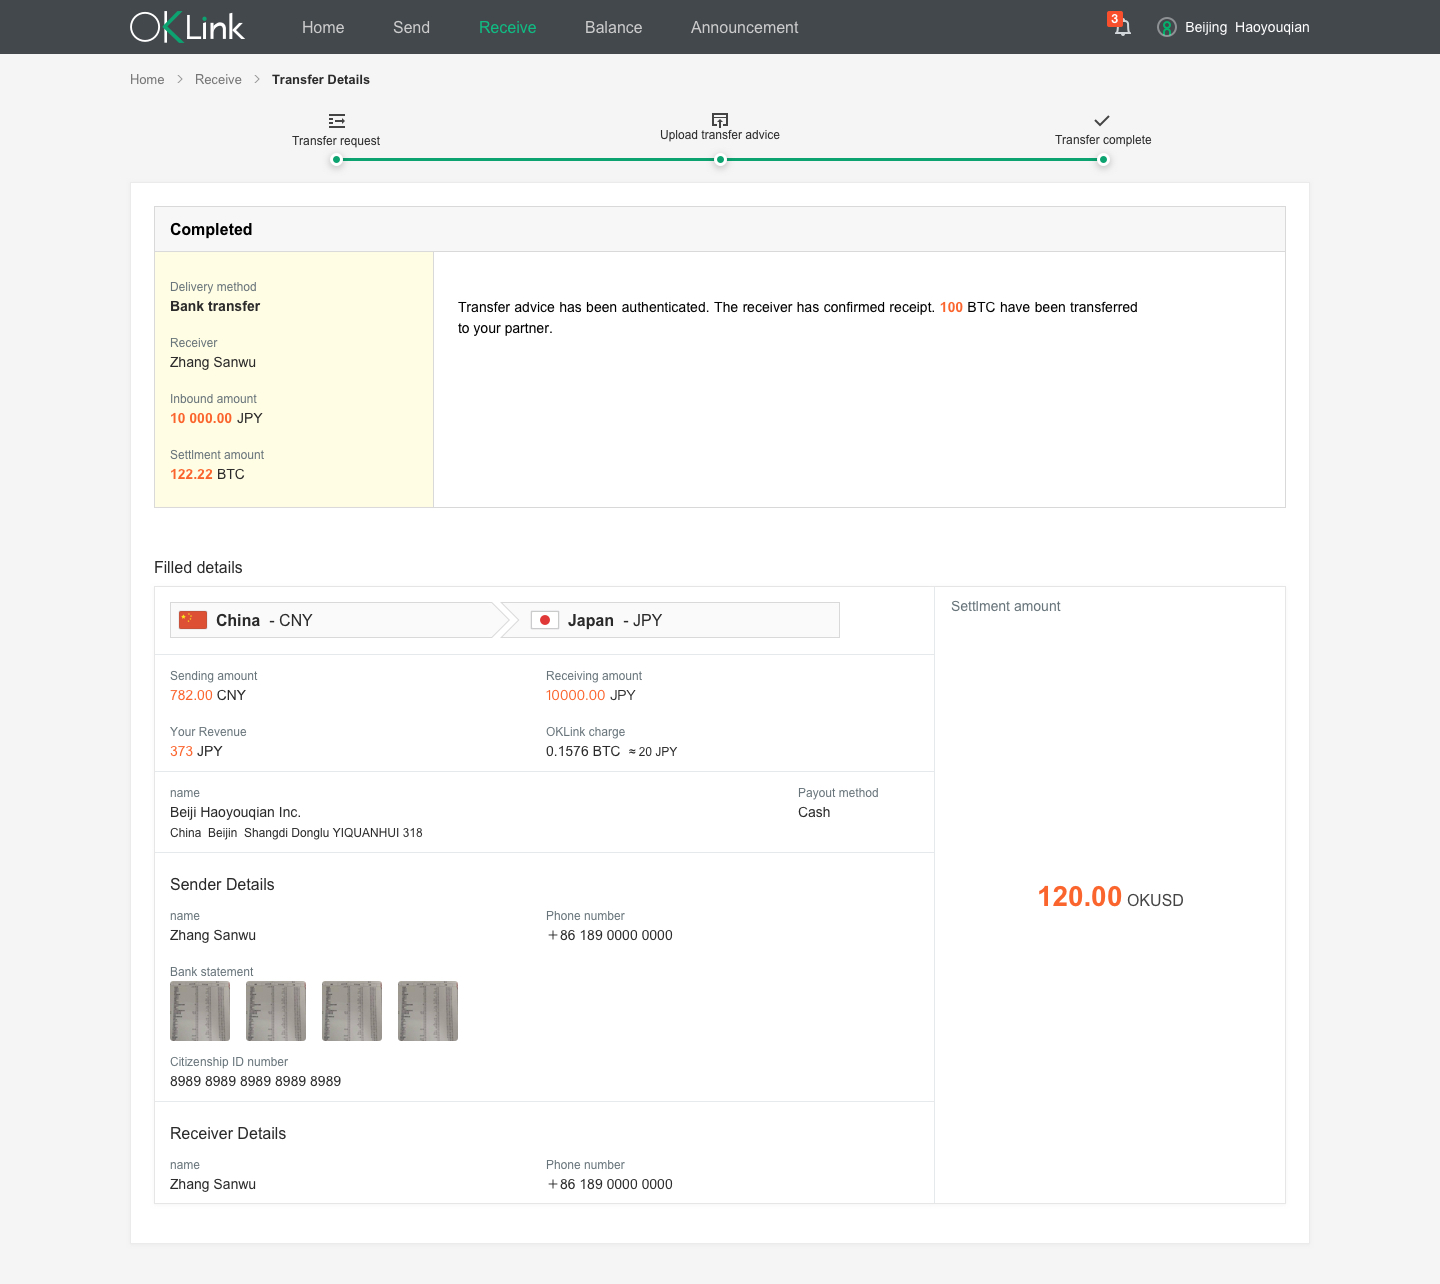 OKLink
Home Send Receive Balance Announcement
3
Beijing Haoyouqian
Home > Receive > Transfer Details
Transfer request
Upload transfer advice
Transfer complete
Completed
Delivery method
Bank transfer
Receiver
Zhang Sanwu
Inbound amount
10 000.00 JPY
Settlment amount
122.22 BTC
Transfer advice has been authenticated. The receiver has confirmed receipt. 100 BTC have been transferred
to your partner.
Filled details
China - CNY
Japan - JPY
Sending amount
782.00 CNY
Receiving amount
10000.00 JPY
Your Revenue
373 JPY
OKLink charge
0.1576 BTC ≈ 20 JPY
name
Beiji Haoyouqian Inc.
China Beijin Shangdi Donglu YIQUANHUI 318
Payout method
Cash
Sender Details
name
Zhang Sanwu
Phone number
+86 189 0000 0000
Bank statement
Citizenship ID number
8989 8989 8989 8989 8989
Receiver Details
name
Zhang Sanwu
Phone number
+86 189 0000 0000
Settlment amount
120.00 OKUSD